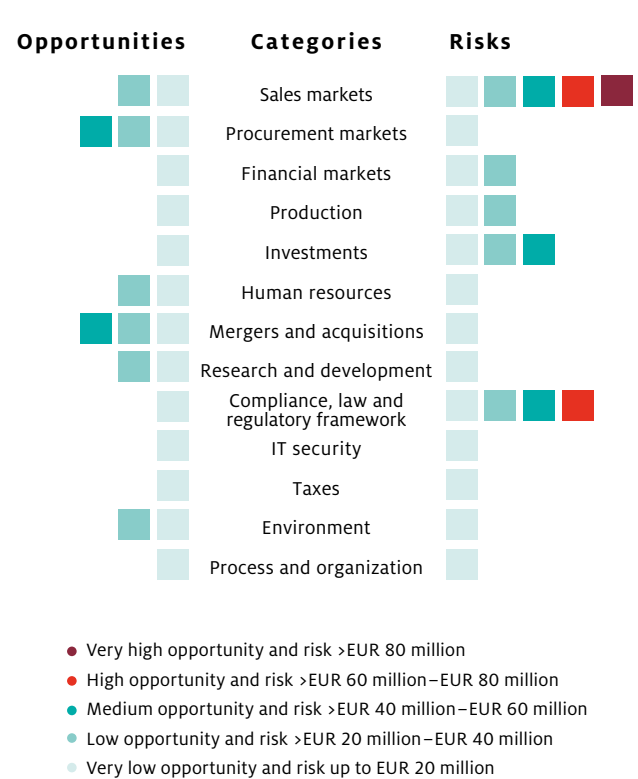 Opportunities Categories Risks
Sales markets
Procurement markets
Financial markets
Production
Investments
Human resources
Mergers and acquisitions
Research and development
Compliance, law and
regulatory framework
IT security
Taxes
Environment
Process and organization
Very high opportunity and risk >EUR 80 million
High opportunity and risk >EUR 60 million–EUR 80 million
Medium opportunity and risk >EUR 40 million–EUR 60 million
Low opportunity and risk >EUR 20 million–EUR 40 million
Very low opportunity and risk up to EUR 20 million